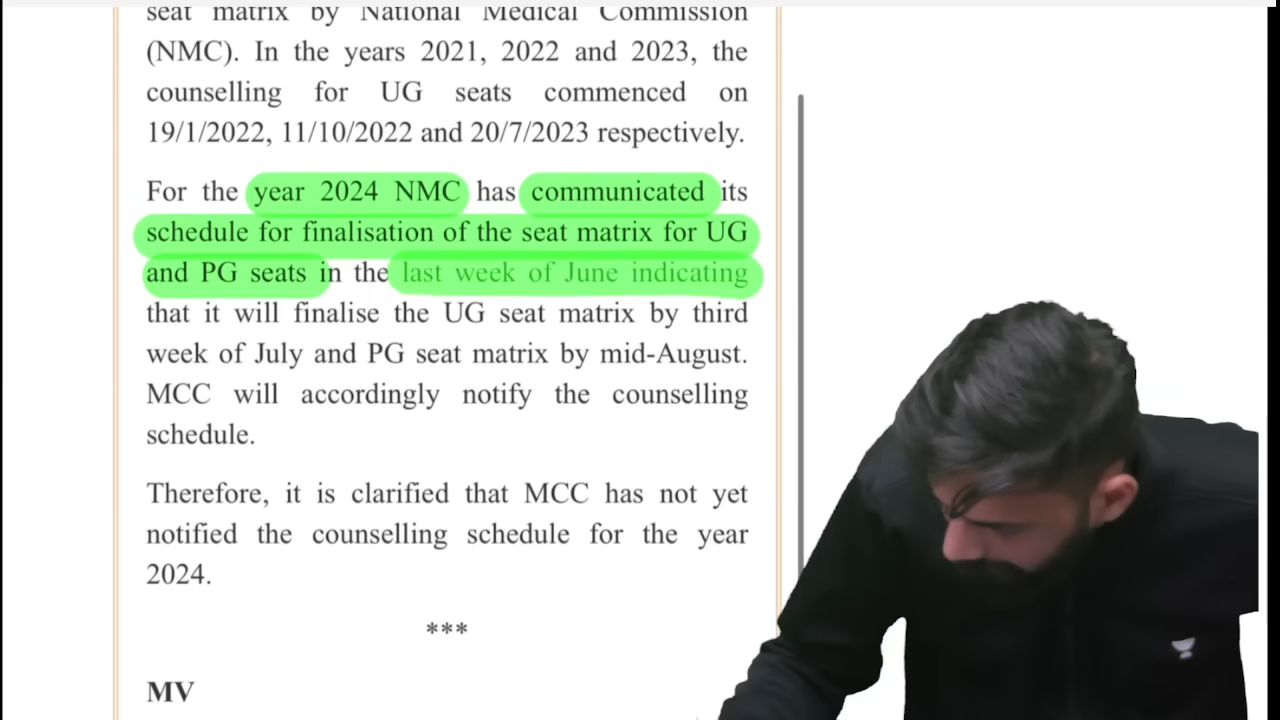 seat matrix by National Medical Commission
(NMC). In the years 2021, 2022 and 2023, the
counselling for UG seats commenced on
19/1/2022, 11/10/2022 and 20/7/2023 respectively.
For the year 2024 NMC has communicated its
schedule for finalisation of the seat matrix for UG
and PG seats in the last week of June indicating
that it will finalise the UG seat matrix by third
week of July and PG seat matrix by mid-August.
MCC will accordingly notify the counselling
schedule.
Therefore, it is clarified that MCC has not yet
notified the counselling schedule for the year
2024.
***
MV